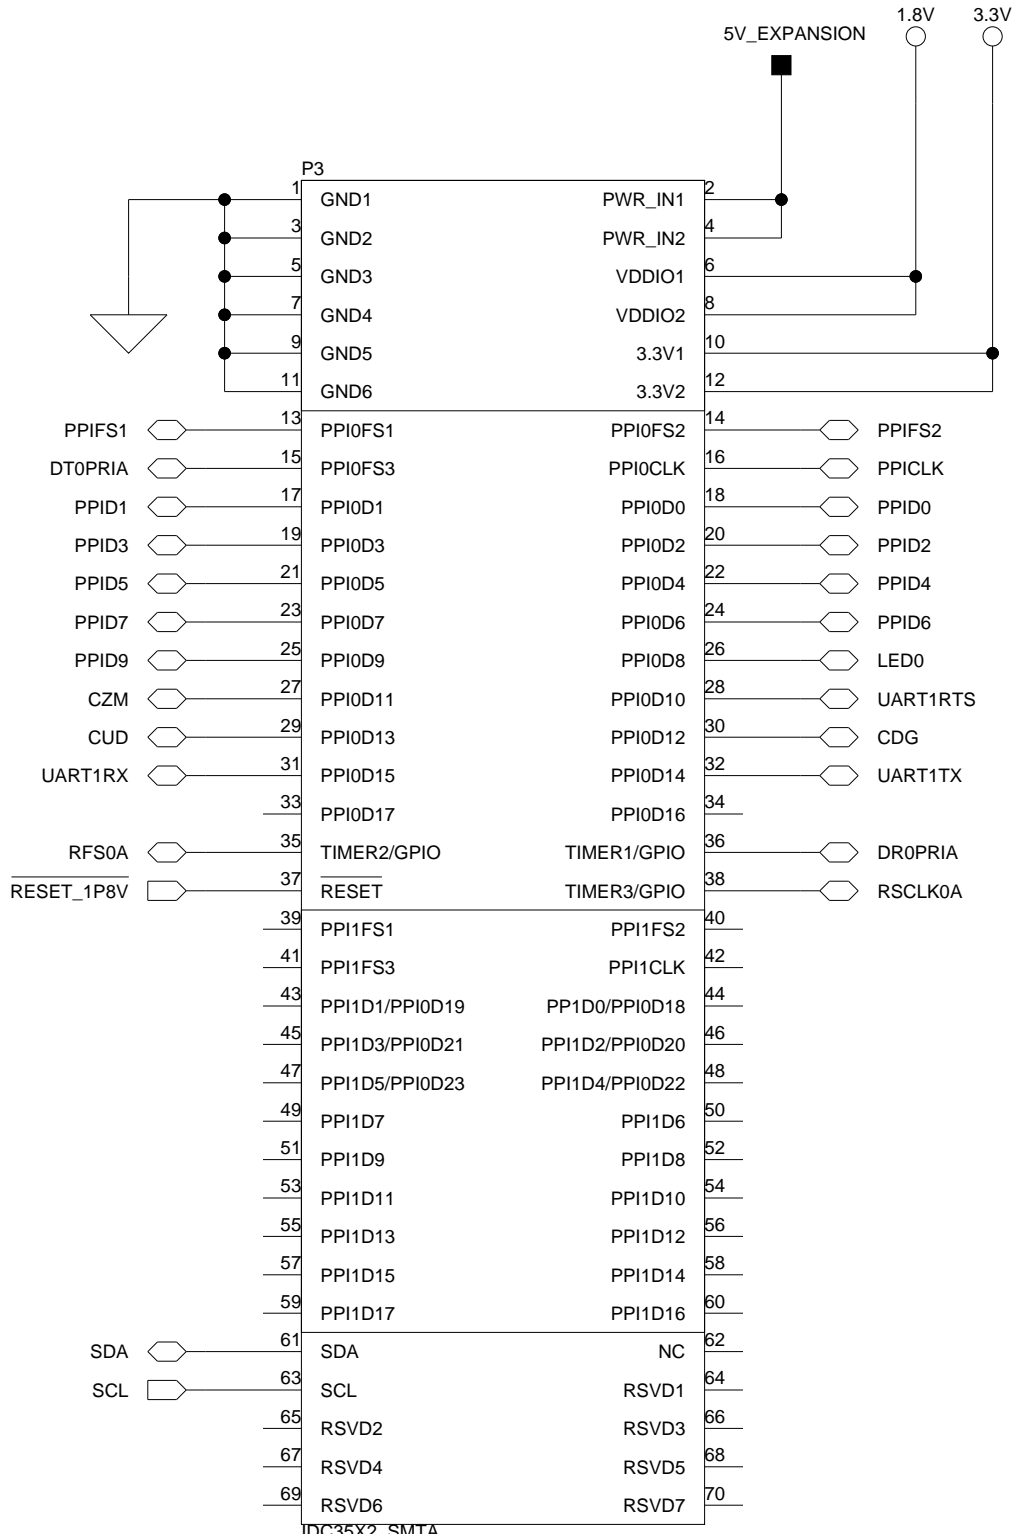 1.8V 3.3V
5V_EXPANSION
P3
1 GND1 PWR_IN1 2
3 GND2 PWR_IN2 4
5 GND3 VDDIO1 6
7 GND4 VDDIO2 8
9 GND5 3.3V1 10
11 GND6 3.3V2 12
PPIFS1 13 PPI0FS1 PPI0FS2 14 PPIFS2
DT0PRIA 15 PPI0FS3 PPI0CLK 16 PPICLK
PPID1 17 PPI0D1 PPI0D0 18 PPID0
PPID3 19 PPI0D3 PPI0D2 20 PPID2
PPID5 21 PPI0D5 PPI0D4 22 PPID4
PPID7 23 PPI0D7 PPI0D6 24 PPID6
PPID9 25 PPI0D9 PPI0D8 26 LED0
CZM 27 PPI0D11 PPI0D10 28 UART1RTS
CUD 29 PPI0D13 PPI0D12 30 CDG
UART1RX 31 PPI0D15 PPI0D14 32 UART1TX
33 PPI0D17 PPI0D16 34
RFS0A 35 TIMER2/GPIO TIMER1/GPIO 36 DR0PRIA
RESET_1P8V 37 RESET TIMER3/GPIO 38 RSCLK0A
39 PPI1FS1 PPI1FS2 40
41 PPI1FS3 PPI1CLK 42
43 PPI1D1/PPI0D19 PP1D0/PPI0D18 44
45 PPI1D3/PPI0D21 PPI1D2/PPI0D20 46
47 PPI1D5/PPI0D23 PPI1D4/PPI0D22 48
49 PPI1D7 PPI1D6 50
51 PPI1D9 PPI1D8 52
53 PPI1D11 PPI1D10 54
55 PPI1D13 PPI1D12 56
57 PPI1D15 PPI1D14 58
59 PPI1D17 PPI1D16 60
SDA 61 SDA NC 62
SCL 63 SCL RSVD1 64
65 RSVD2 RSVD3 66
67 RSVD4 RSVD5 68
69 RSVD6 RSVD7 70
IDC35X2_SMTA